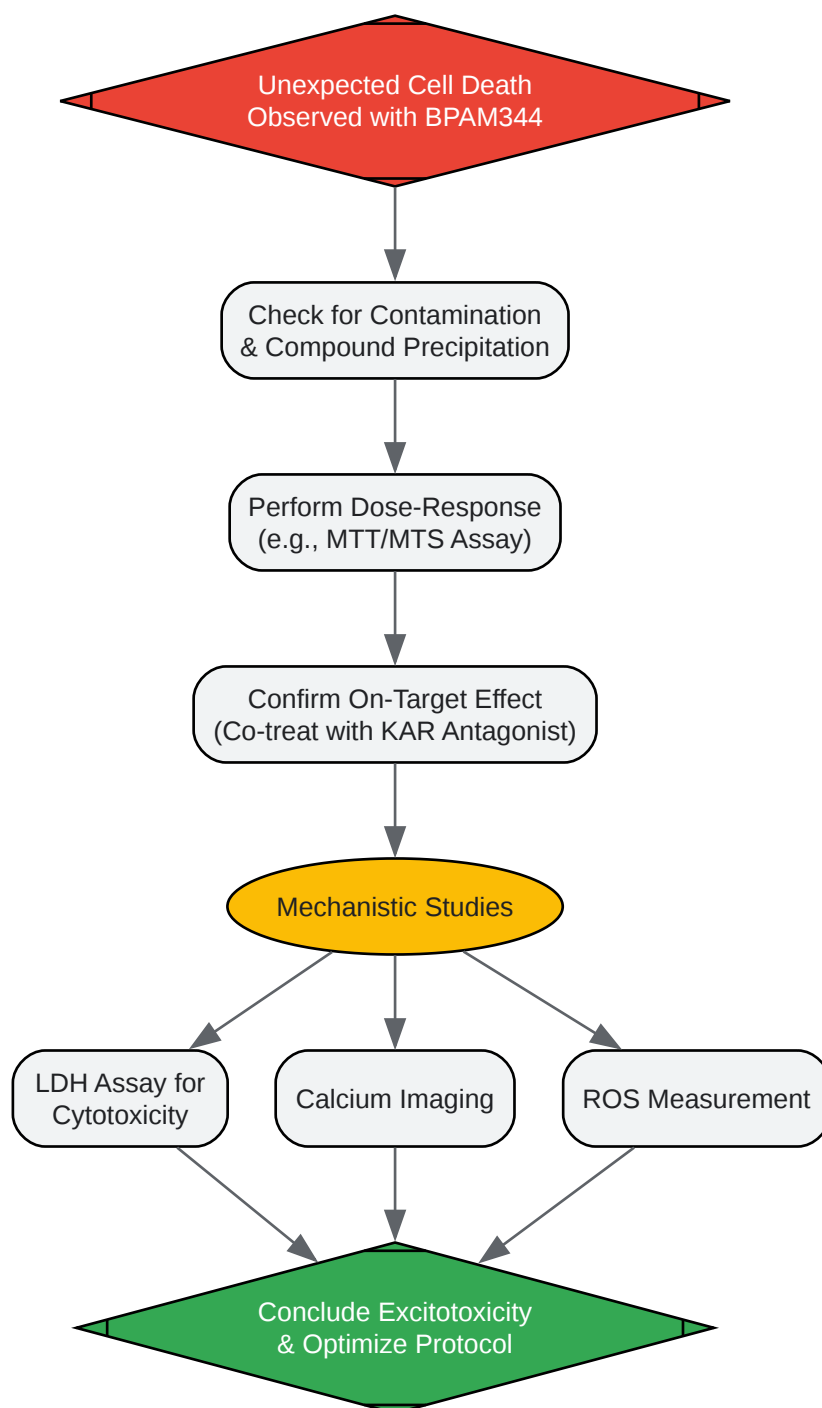 Unexpected Cell Death
Observed with BPAM344
Check for Contamination
& Compound Precipitation
Perform Dose-Response
(e.g., MTT/MTS Assay)
Confirm On-Target Effect
(Co-treat with KAR Antagonist)
Mechanistic Studies
LDH Assay for
Cytotoxicity
Calcium Imaging
ROS Measurement
Conclude Excitotoxicity
& Optimize Protocol